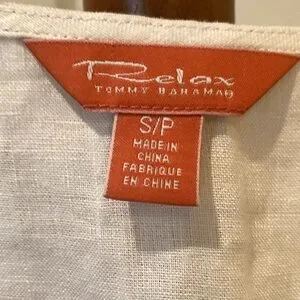 Relax
TOMMY BAHAMA®
S/P
MADE IN
CHINA
FABRIQUE
EN CHINE